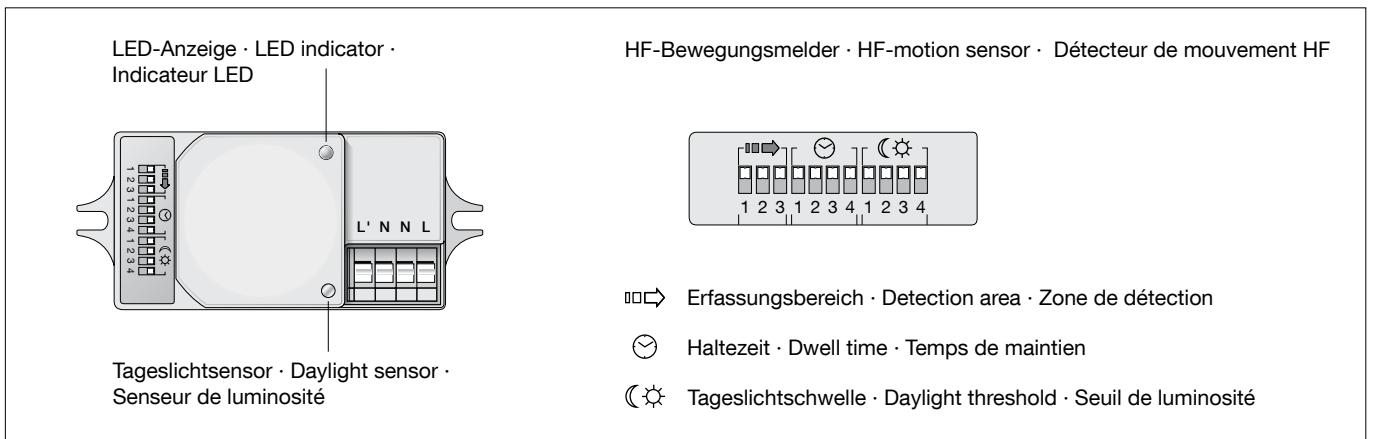 LED-Anzeige · LED indicator ·
Indicateur LED
HF-Bewegungsmelder · HF-motion sensor · Détecteur de mouvement HF
1
2
3
1
2
3
4
1
2
3
4
L' N N L
1 2 3 1 2 3 4 1 2 3 4
Erfassungsbereich · Detection area · Zone de détection
Haltezeit · Dwell time · Temps de maintien
Tageslichtschwelle · Daylight threshold · Seuil de luminosité
Tageslichtsensor · Daylight sensor ·
Senseur de luminosité